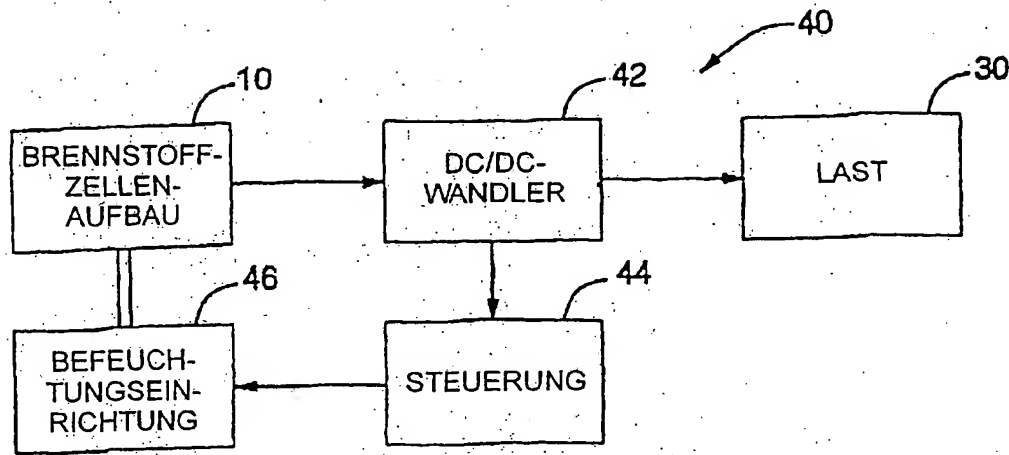 40
10
42
30
BRENNSTOFF-
ZELLEN-
AUFBAU
DC/DC-
WANDLER
LAST
46
44
BEFEUCH-
TUNGSEIN-
RICHTUNG
STEUERUNG